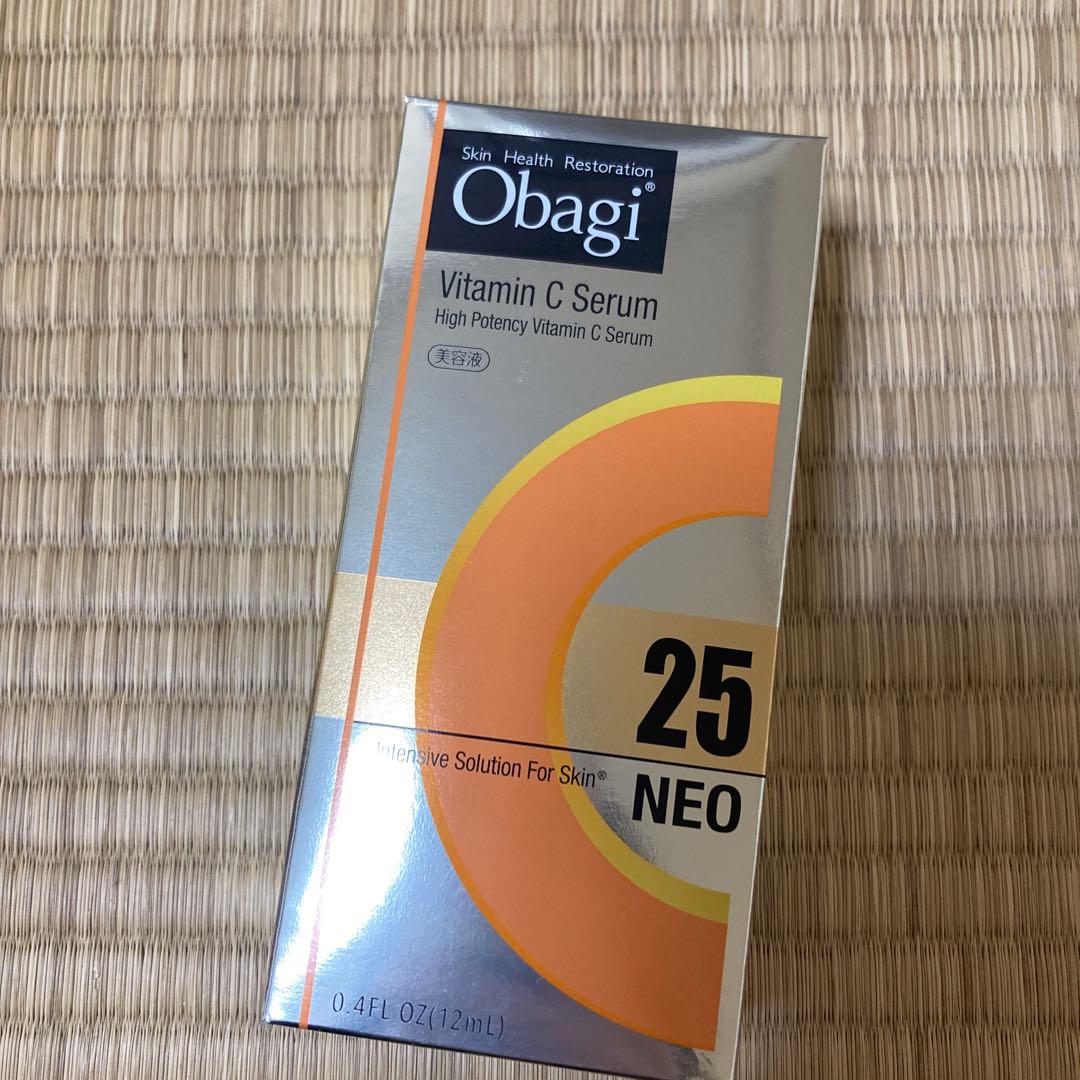 Skin Health Restoration
Obagi®
Vitamin C Serum
High Potency Vitamin C Serum
美容液
25
Intensive Solution For Skin®
NEO
0.4FL OZ(12mL)